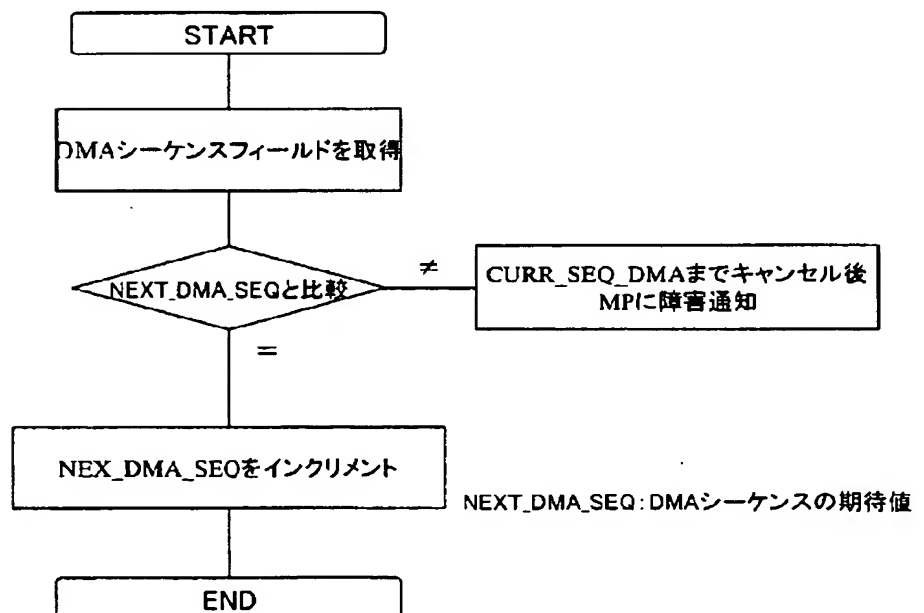 START
DMAシーケンスフィールドを取得
NEXT_DMA_SEQと比較
≠
CURR_SEQ_DMAまでキャンセル後
MPに障害通知
=
NEX_DMA_SEQをインクリメント
NEXT_DMA_SEQ:DMAシーケンスの期待値
END